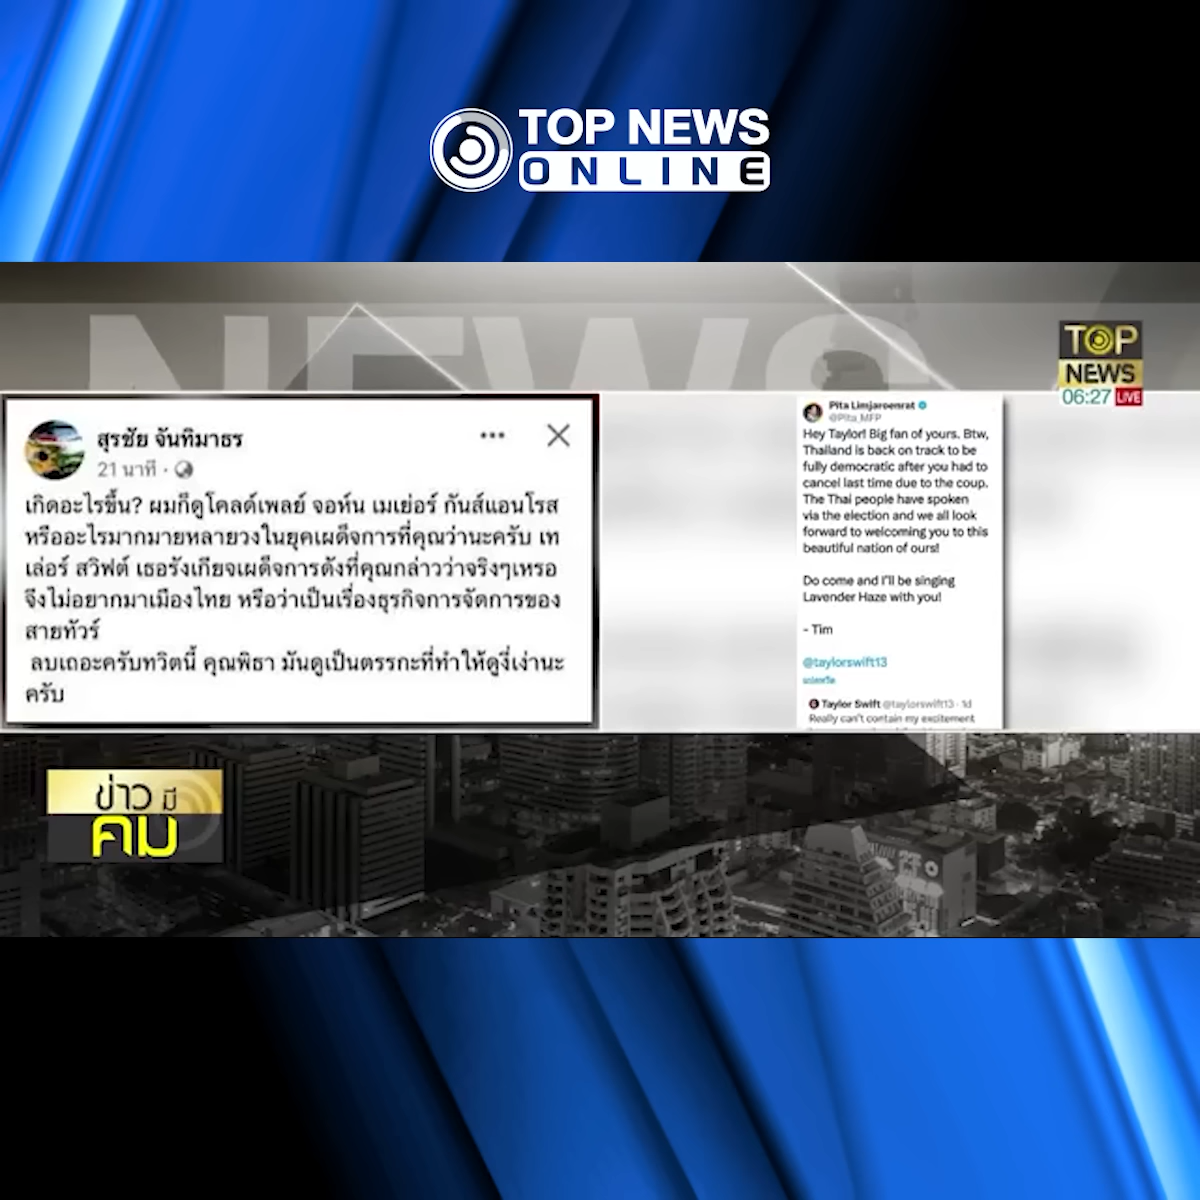 TOP NEWS
ONLINE
NEWS
TOP
NEWS
06:27 LIVE
สุรชัย จันทิมาธร
21 นาที ·
เกิดอะไรขึ้น? ผมก็ดูโคลด์เพลย์ จอห์น เมเย่อร์ กันส์แอนโรส
หรืออะไรมากมายหลายวงในยุคเผด็จการที่คุณว่านะครับ เท
เล่อร์ สวิฟต์ เธอรังเกียจเผด็จการดังที่คุณกล่าวว่าจริงๆเหรอ
จึงไม่อยากมาเมืองไทย หรือว่าเป็นเรื่องธุรกิจการจัดการของ
สายทัวร์
ลบเถอะครับทวิตนี้ คุณพิธา มันดูเป็นตรรกะที่ทำให้ดูงี่เง่านะ
ครับ
Pita Limjaroenrat
@Pita_MFP
Hey Taylor! Big fan of yours. Btw,
Thailand is back on track to be
fully democratic after you had to
cancel last time due to the coup.
The Thai people have spoken
via the election and we all look
forward to welcoming you to this
beautiful nation of ours!
Do come and I'll be singing
Lavender Haze with you!
- Tim
@taylorswift13
แปลทวีต
Taylor Swift @taylorswift13 · 1d
Really can't contain my excitement
ข่าวมี
คม